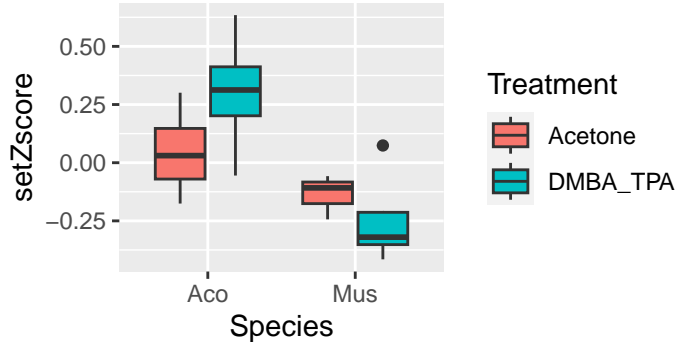 0.50
0.25
0.00
−0.25
setZscore
Aco Mus
Species
Treatment
Acetone
DMBA_TPA